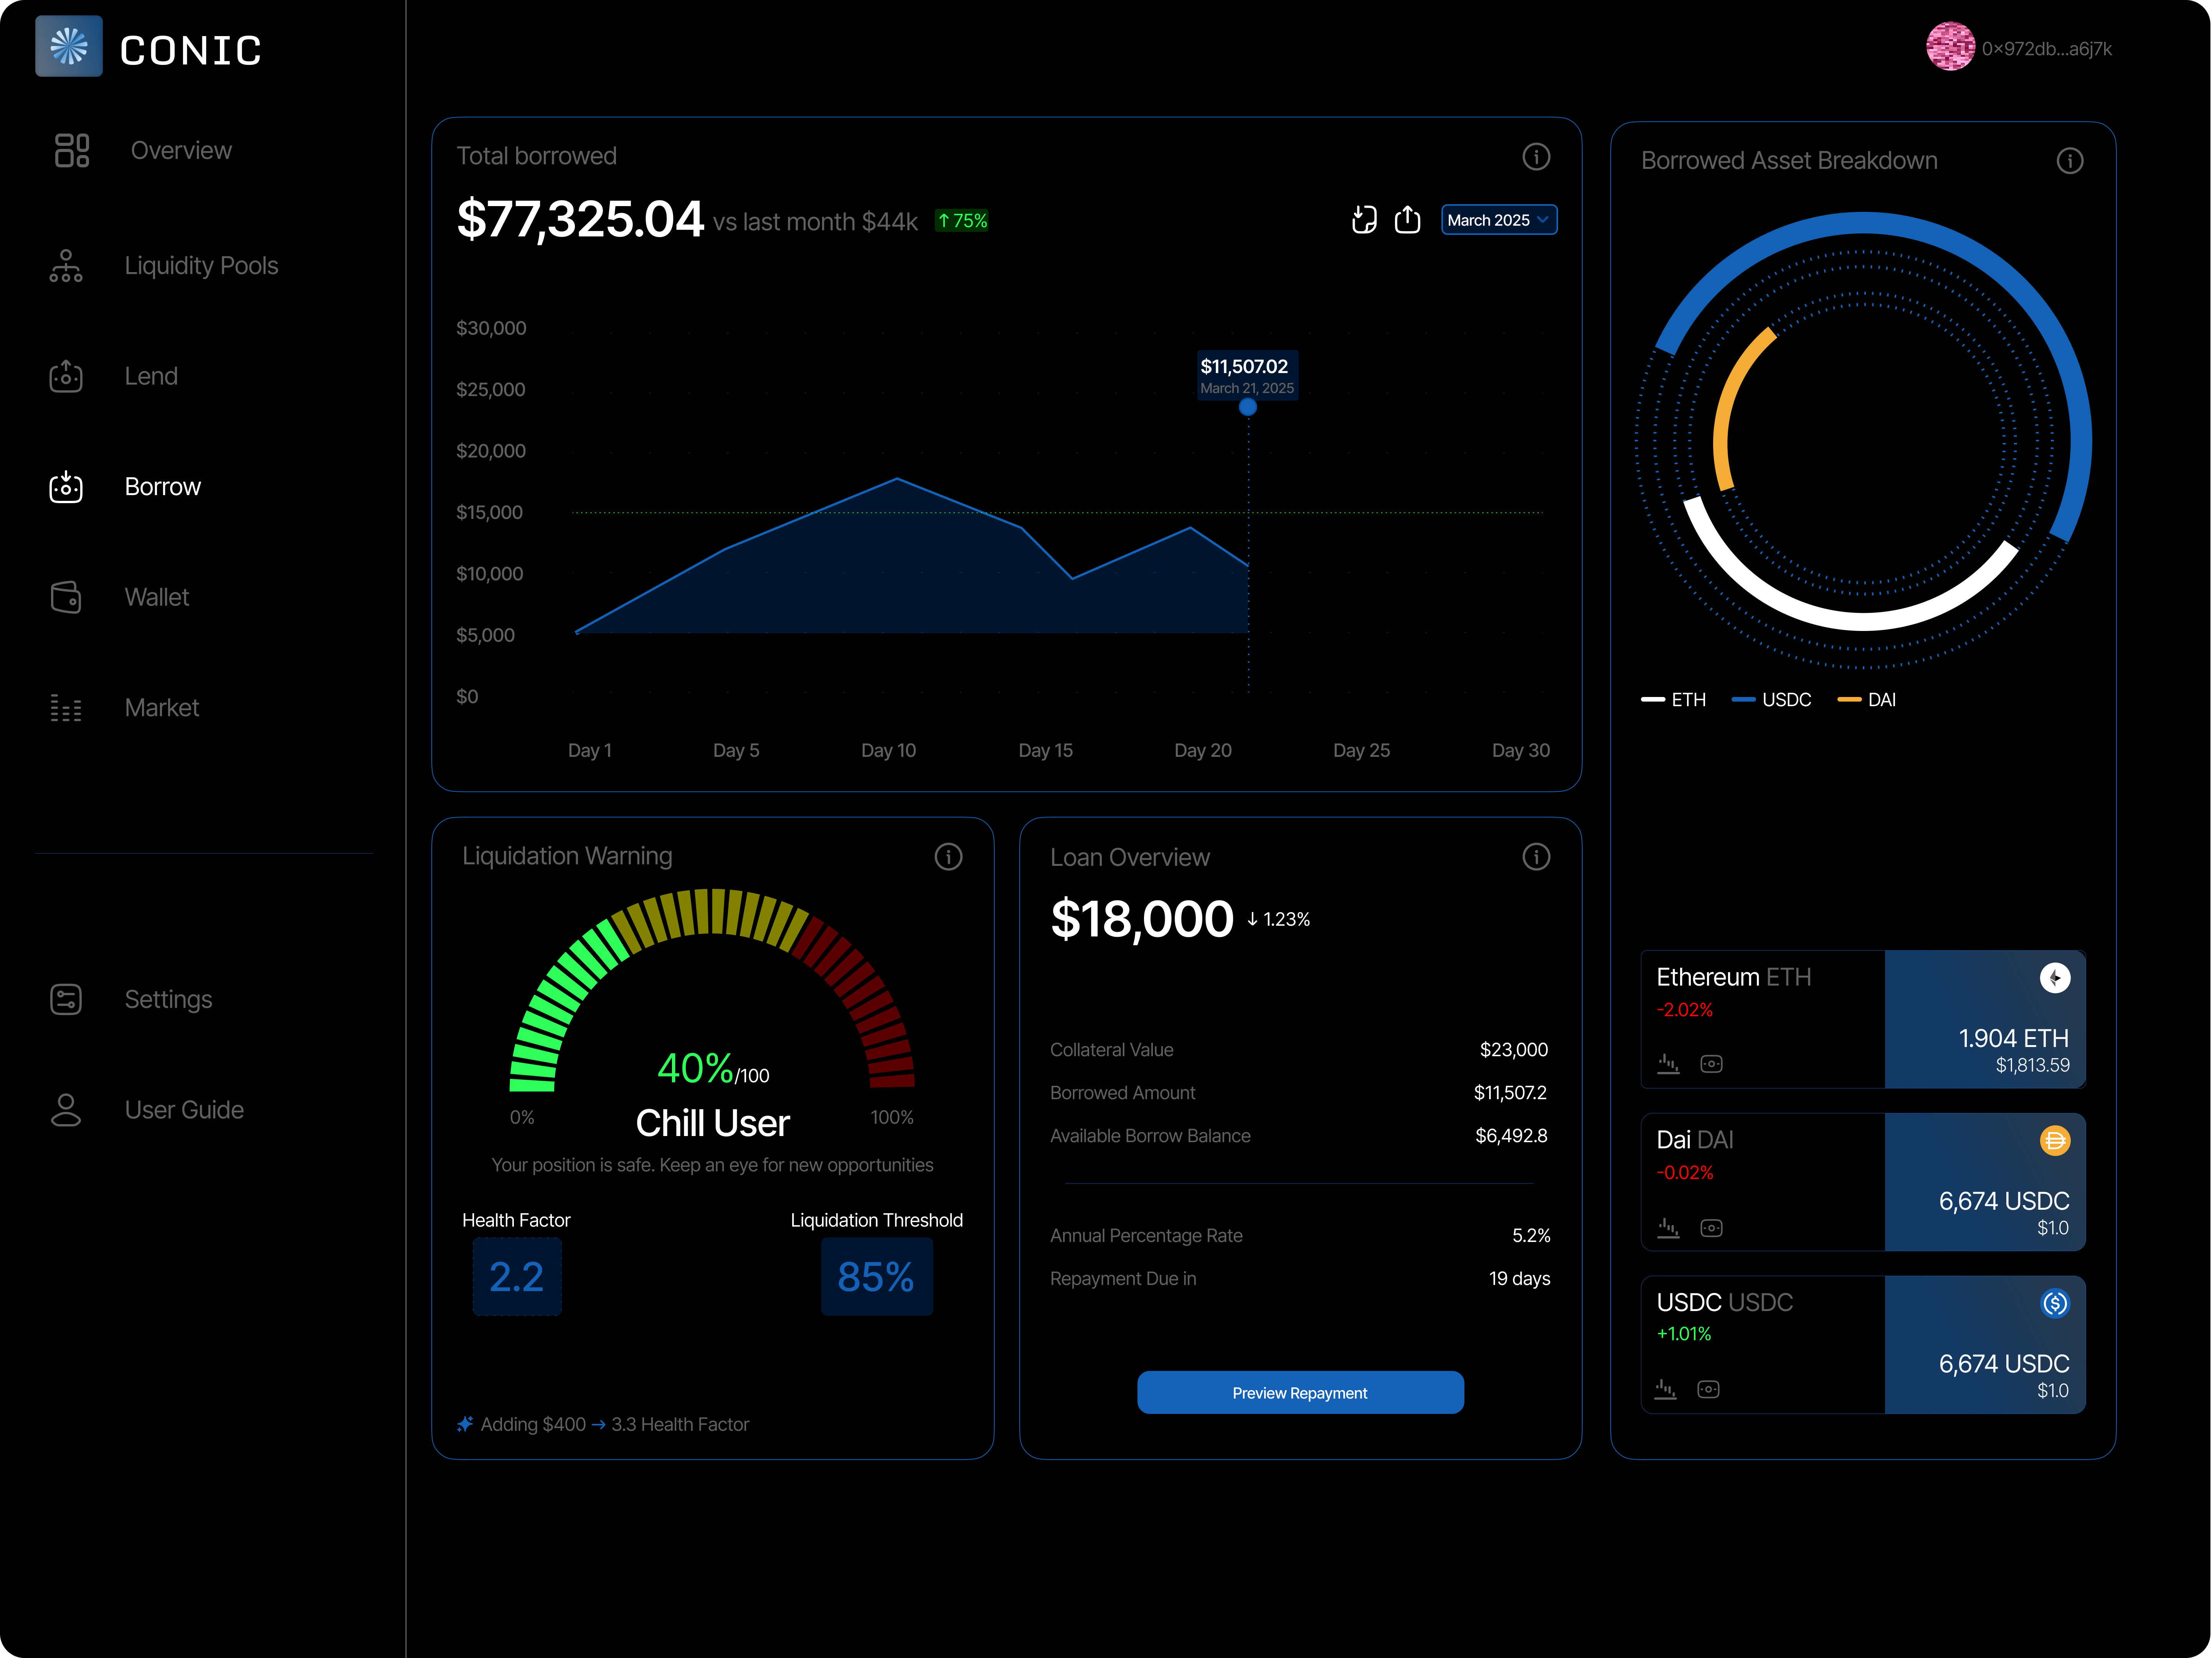 CONIC
0×972db...a6j7k
Overview
Liquidity Pools
Lend
Borrow
Wallet
Market
Settings
User Guide
Total borrowed
$77,325.04 vs last month $44k ↑ 75%
March 2025
$30,000
$25,000
$20,000
$15,000
$10,000
$5,000
$0
$11,507.02
March 21, 2025
Day 1 Day 5 Day 10 Day 15 Day 20 Day 25 Day 30
Borrowed Asset Breakdown
ETH USDC DAI
Ethereum ETH
-2.02%
1.904 ETH
$1,813.59
Dai DAI
-0.02%
6,674 USDC
$1.0
USDC USDC
+1.01%
6,674 USDC
$1.0
Liquidation Warning
40%/100
0% 100%
Chill User
Your position is safe. Keep an eye for new opportunities
Health Factor Liquidation Threshold
2.2 85%
Adding $400 → 3.3 Health Factor
Loan Overview
$18,000 ↓ 1.23%
Collateral Value $23,000
Borrowed Amount $11,507.2
Available Borrow Balance $6,492.8
Annual Percentage Rate 5.2%
Repayment Due in 19 days
Preview Repayment